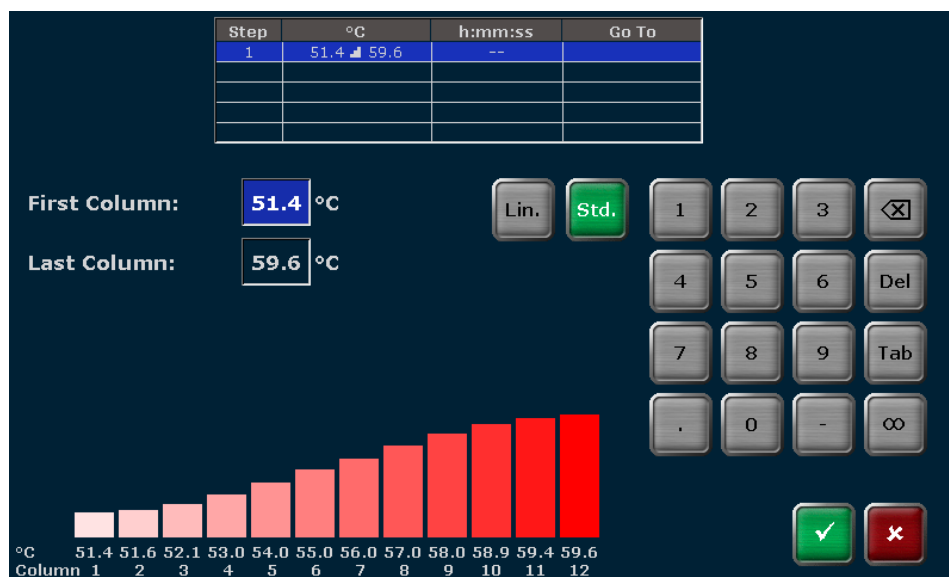 Step °C h:mm:ss Go To
1 51.4 59.6 --
First Column: 51.4 °C
Lin. Std.
1 2 3
Last Column: 59.6 °C
4 5 6 Del
7 8 9 Tab
. 0 - ∞
°C 51.4 51.6 52.1 53.0 54.0 55.0 56.0 57.0 58.0 58.9 59.4 59.6
Column 1 2 3 4 5 6 7 8 9 10 11 12